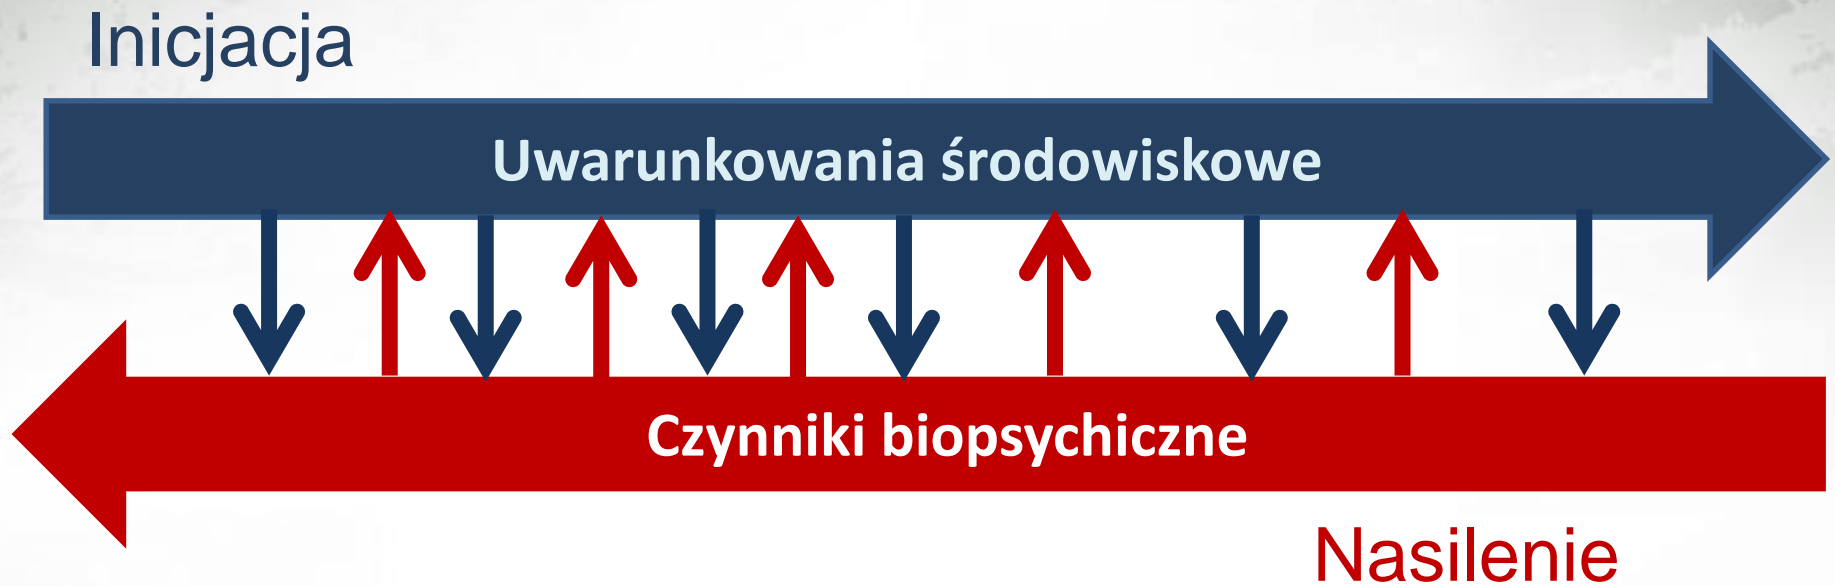 Inicjacja
Uwarunkowania środowiskowe
Czynniki biopsychiczne
Nasilenie